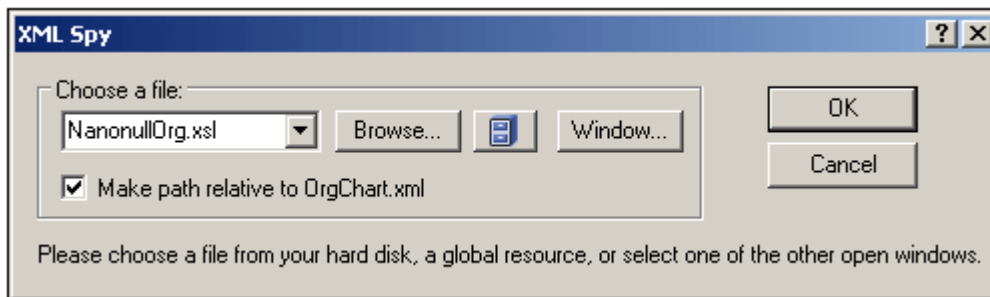 XML Spy
Choose a file:
NanonullOrg.xsl
Browse...
Window...
OK
Cancel
Make path relative to OrgChart.xml
Please choose a file from your hard disk, a global resource, or select one of the other open windows.